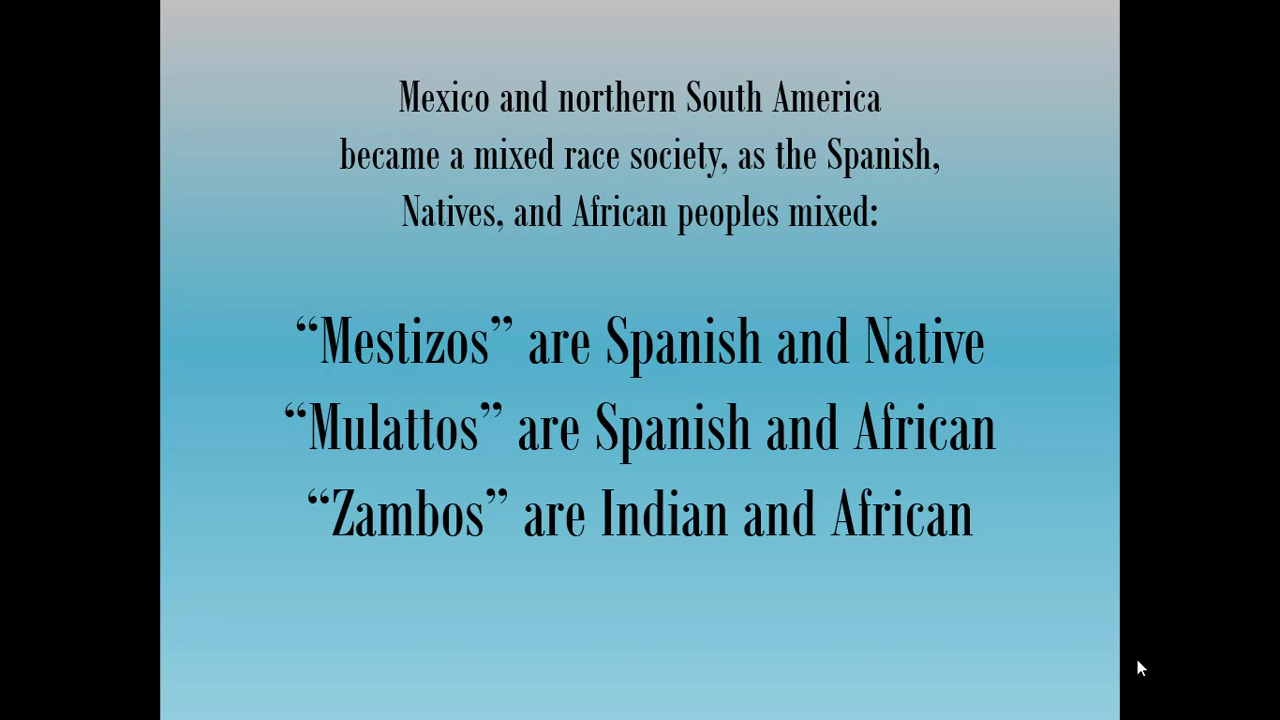 Mexico and northern South America
became a mixed race society, as the Spanish,
Natives, and African peoples mixed:
“Mestizos” are Spanish and Native
“Mulattos” are Spanish and African
“Zambos” are Indian and African